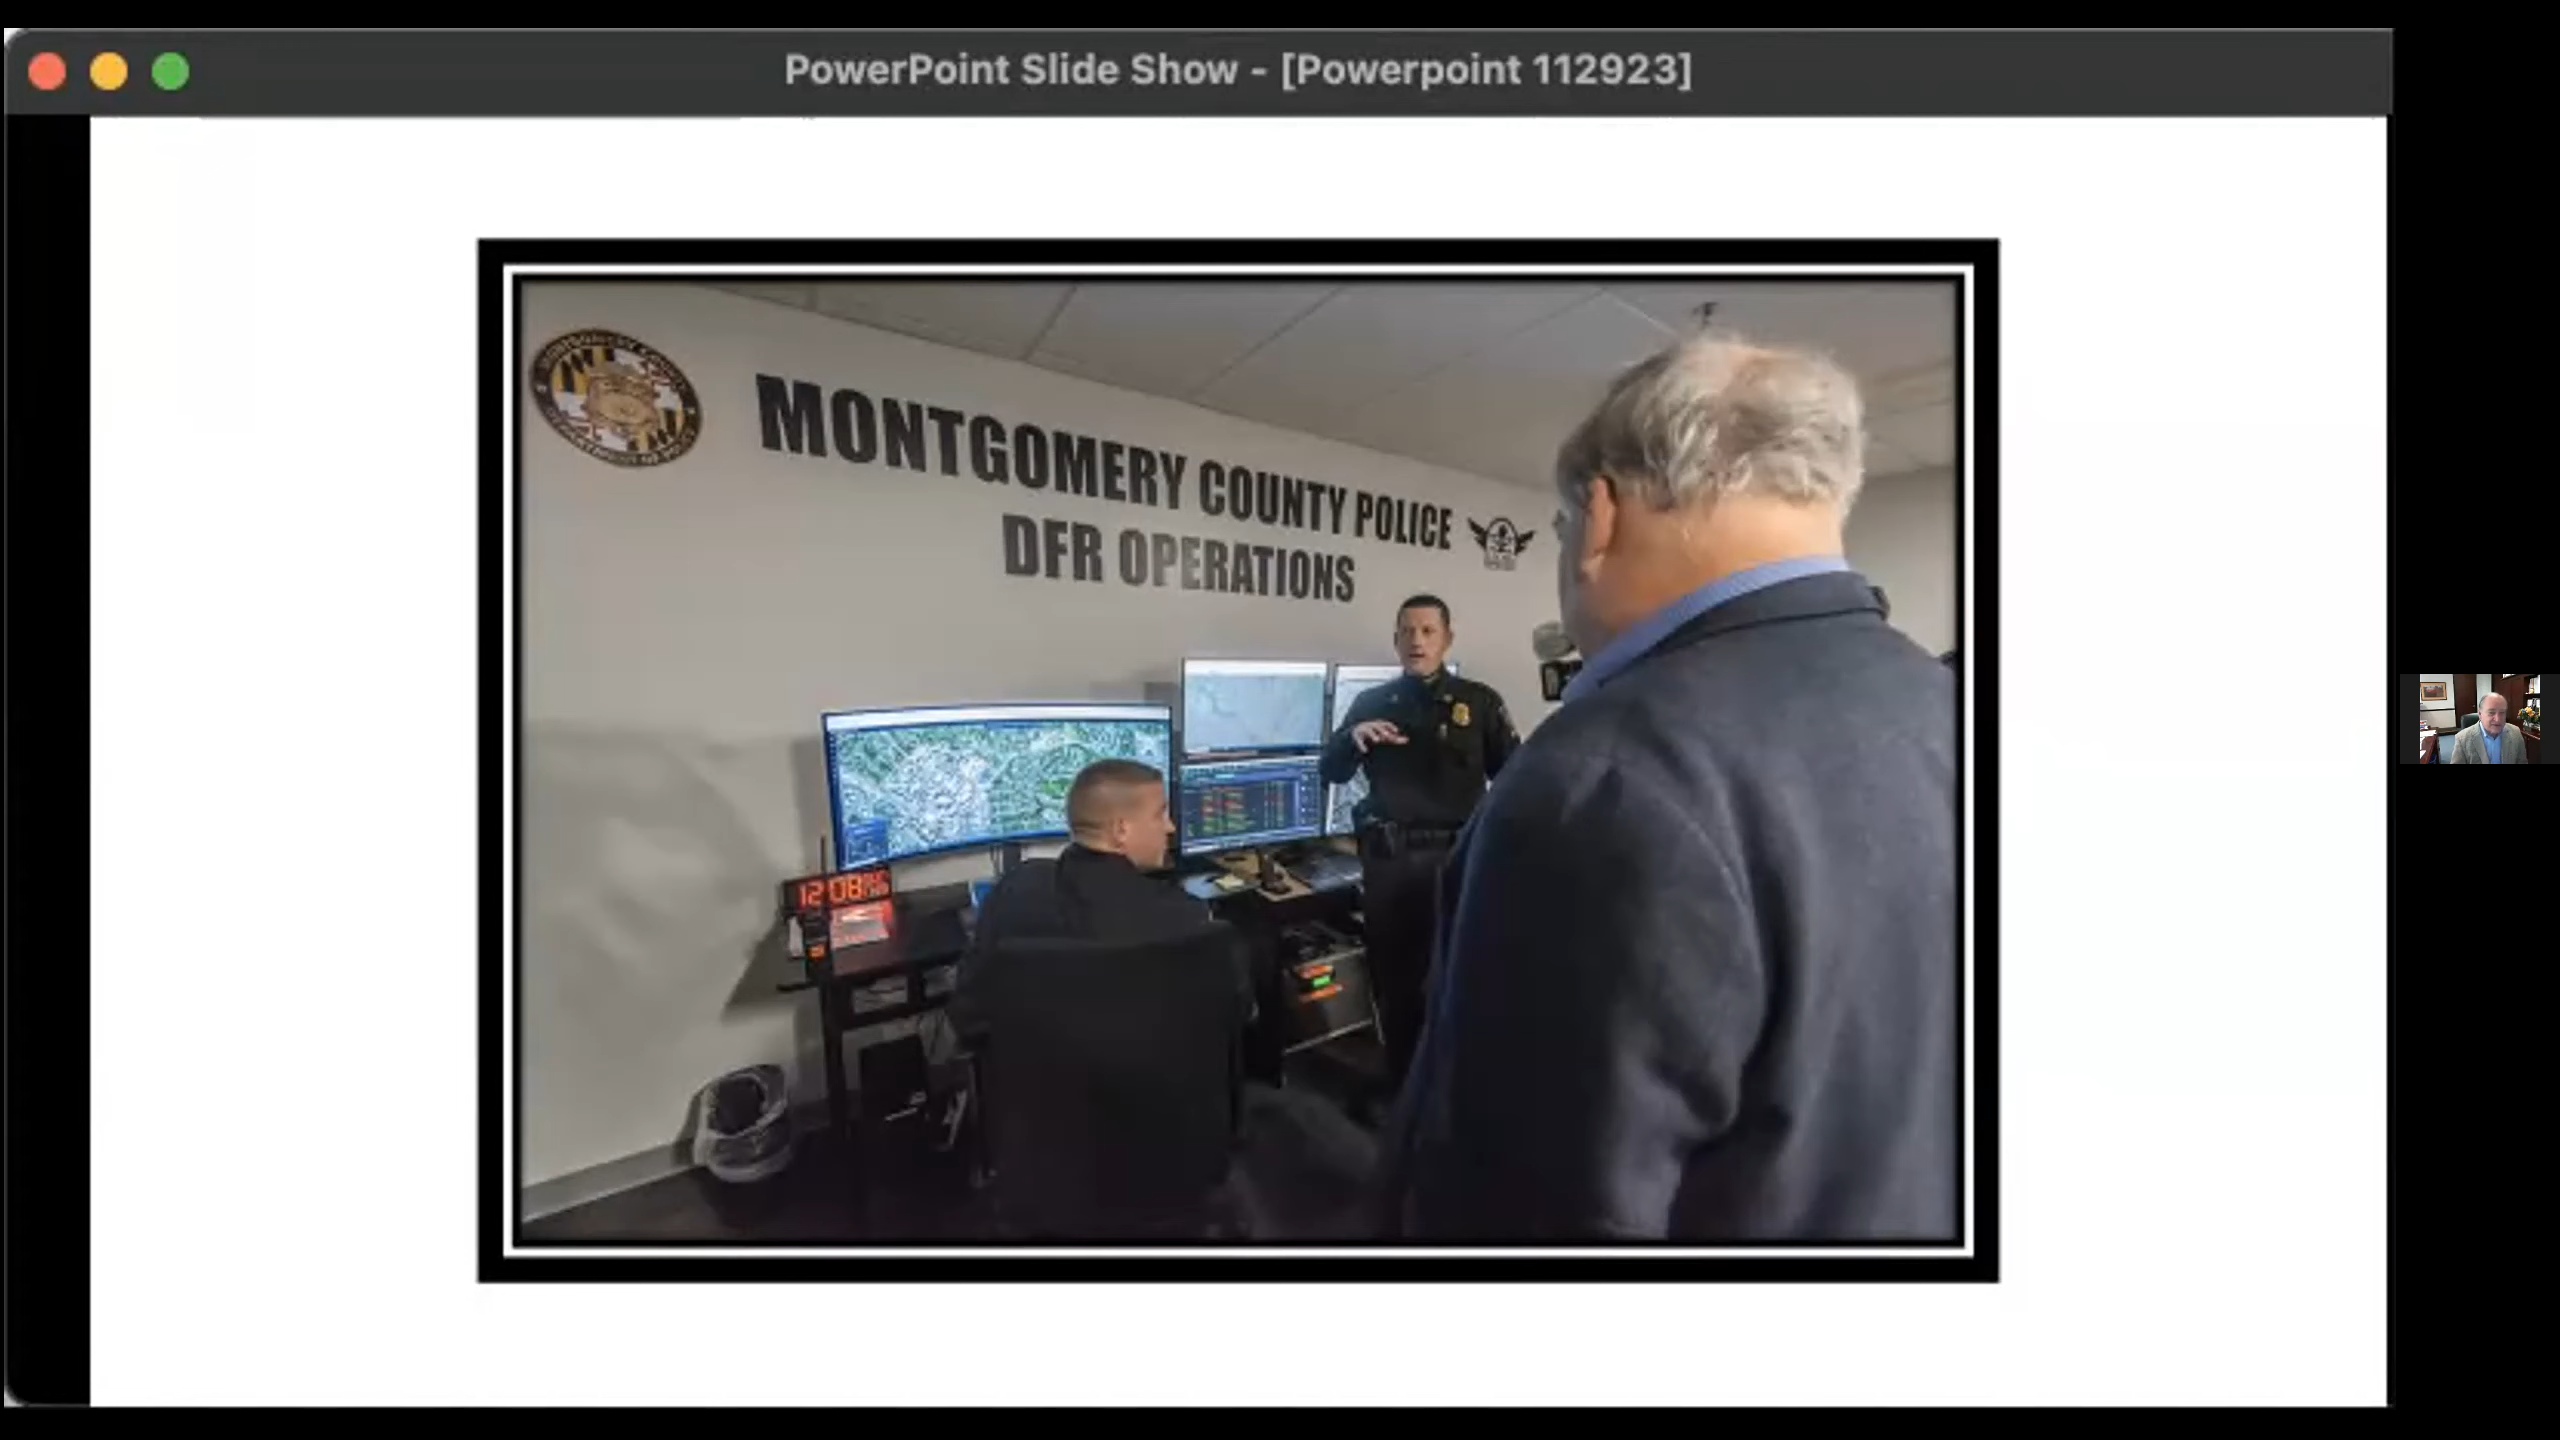 PowerPoint Slide Show - [Powerpoint 112923]
MONTGOMERY COUNTY POLICE
DFR OPERATIONS
12:08